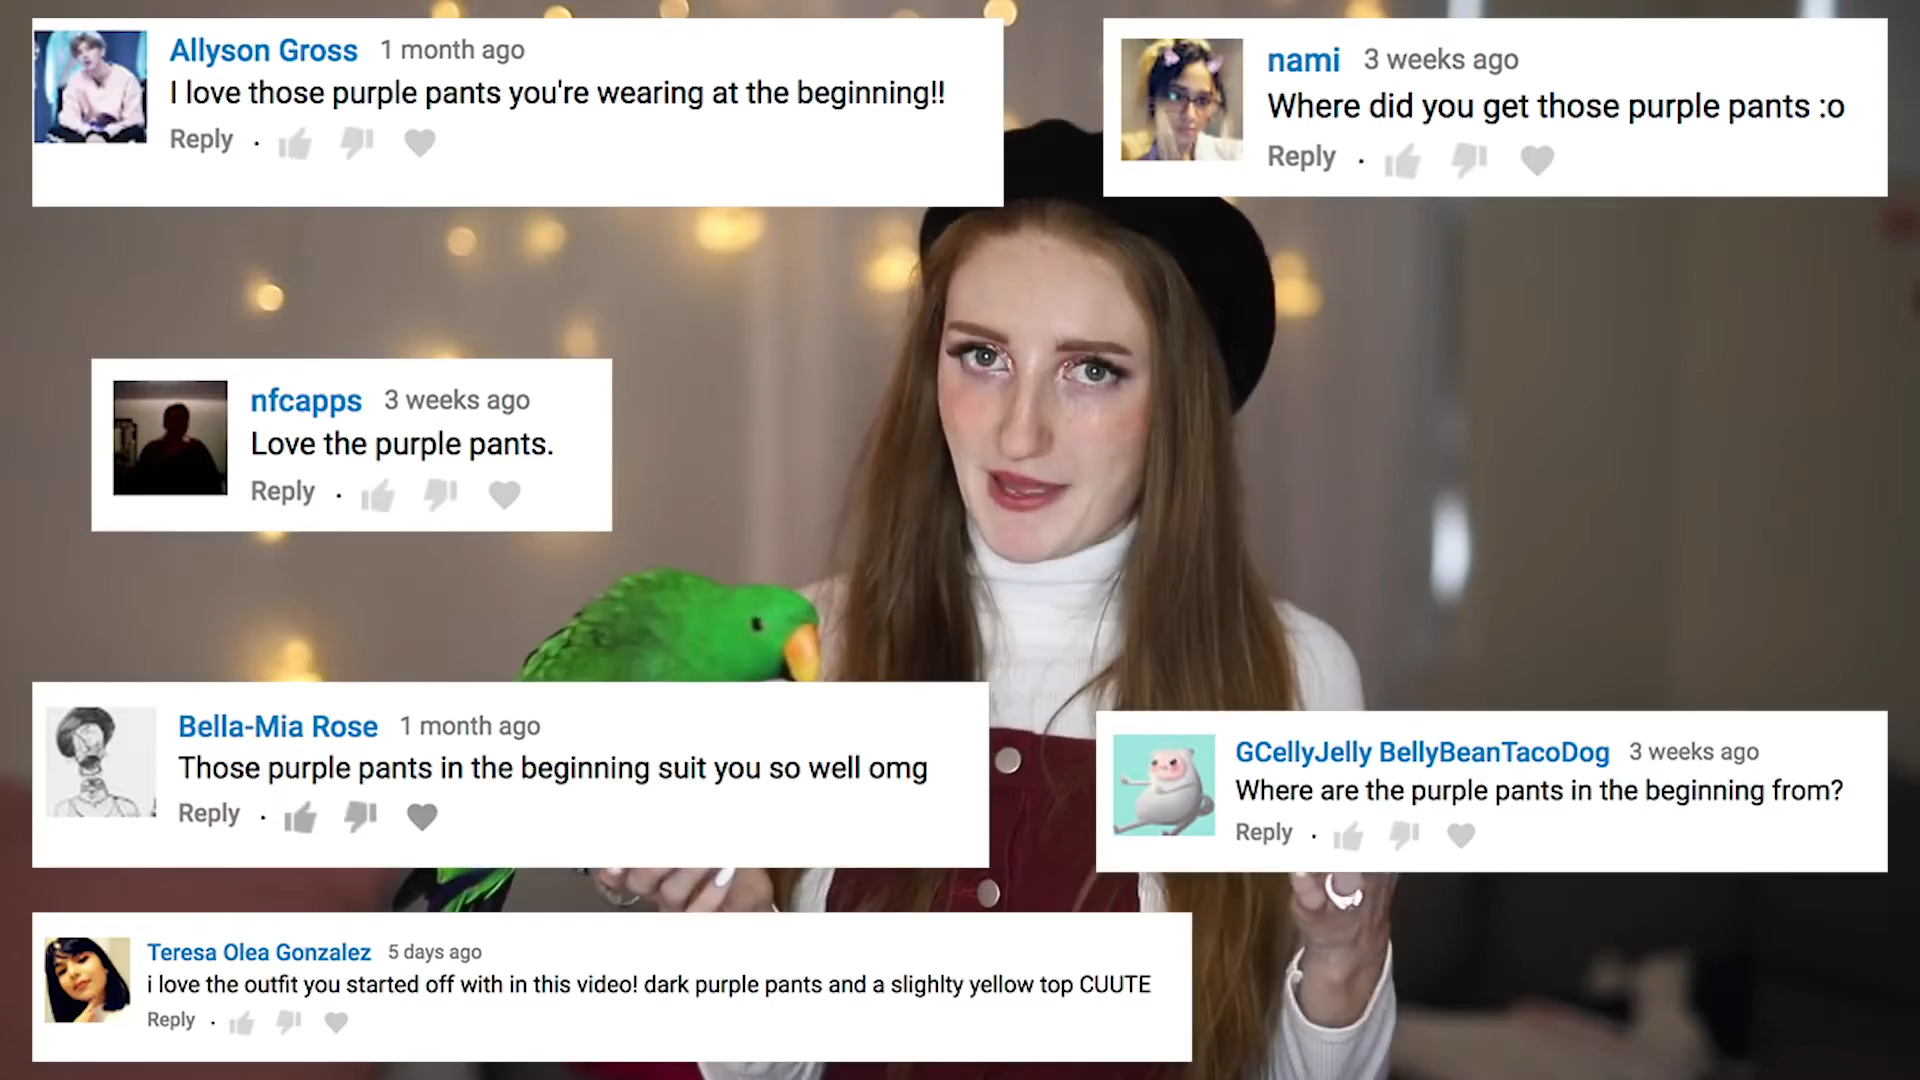 Allyson Gross 1 month ago
I love those purple pants you're wearing at the beginning!!
Reply ·
nami 3 weeks ago
Where did you get those purple pants :o
Reply ·
nfcapps 3 weeks ago
Love the purple pants.
Reply ·
Bella-Mia Rose 1 month ago
Those purple pants in the beginning suit you so well omg
Reply ·
GCellyJelly BellyBeanTacoDog 3 weeks ago
Where are the purple pants in the beginning from?
Reply ·
Teresa Olea Gonzalez 5 days ago
i love the outfit you started off with in this video! dark purple pants and a slighlty yellow top CUUTE
Reply ·